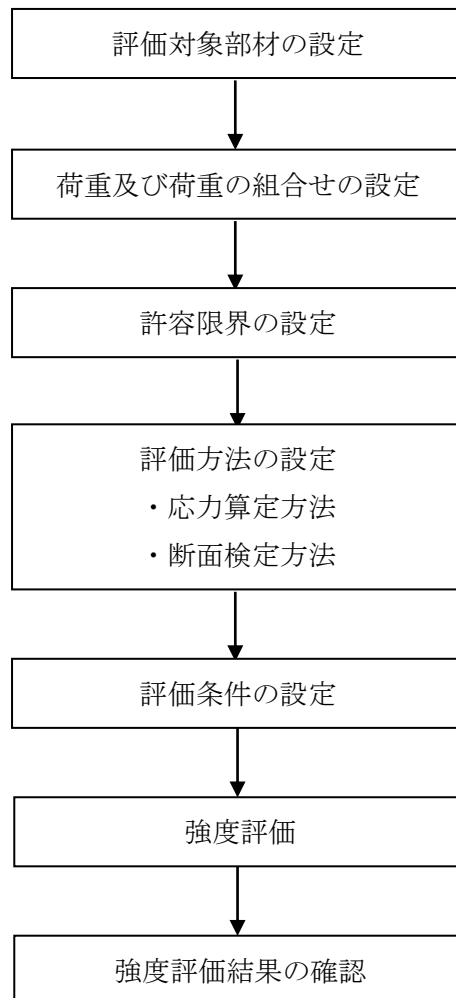 評価対象部材の設定
荷重及び荷重の組合せの設定
許容限界の設定
評価方法の設定
・応力算定方法
・断面検定方法
評価条件の設定
強度評価
強度評価結果の確認